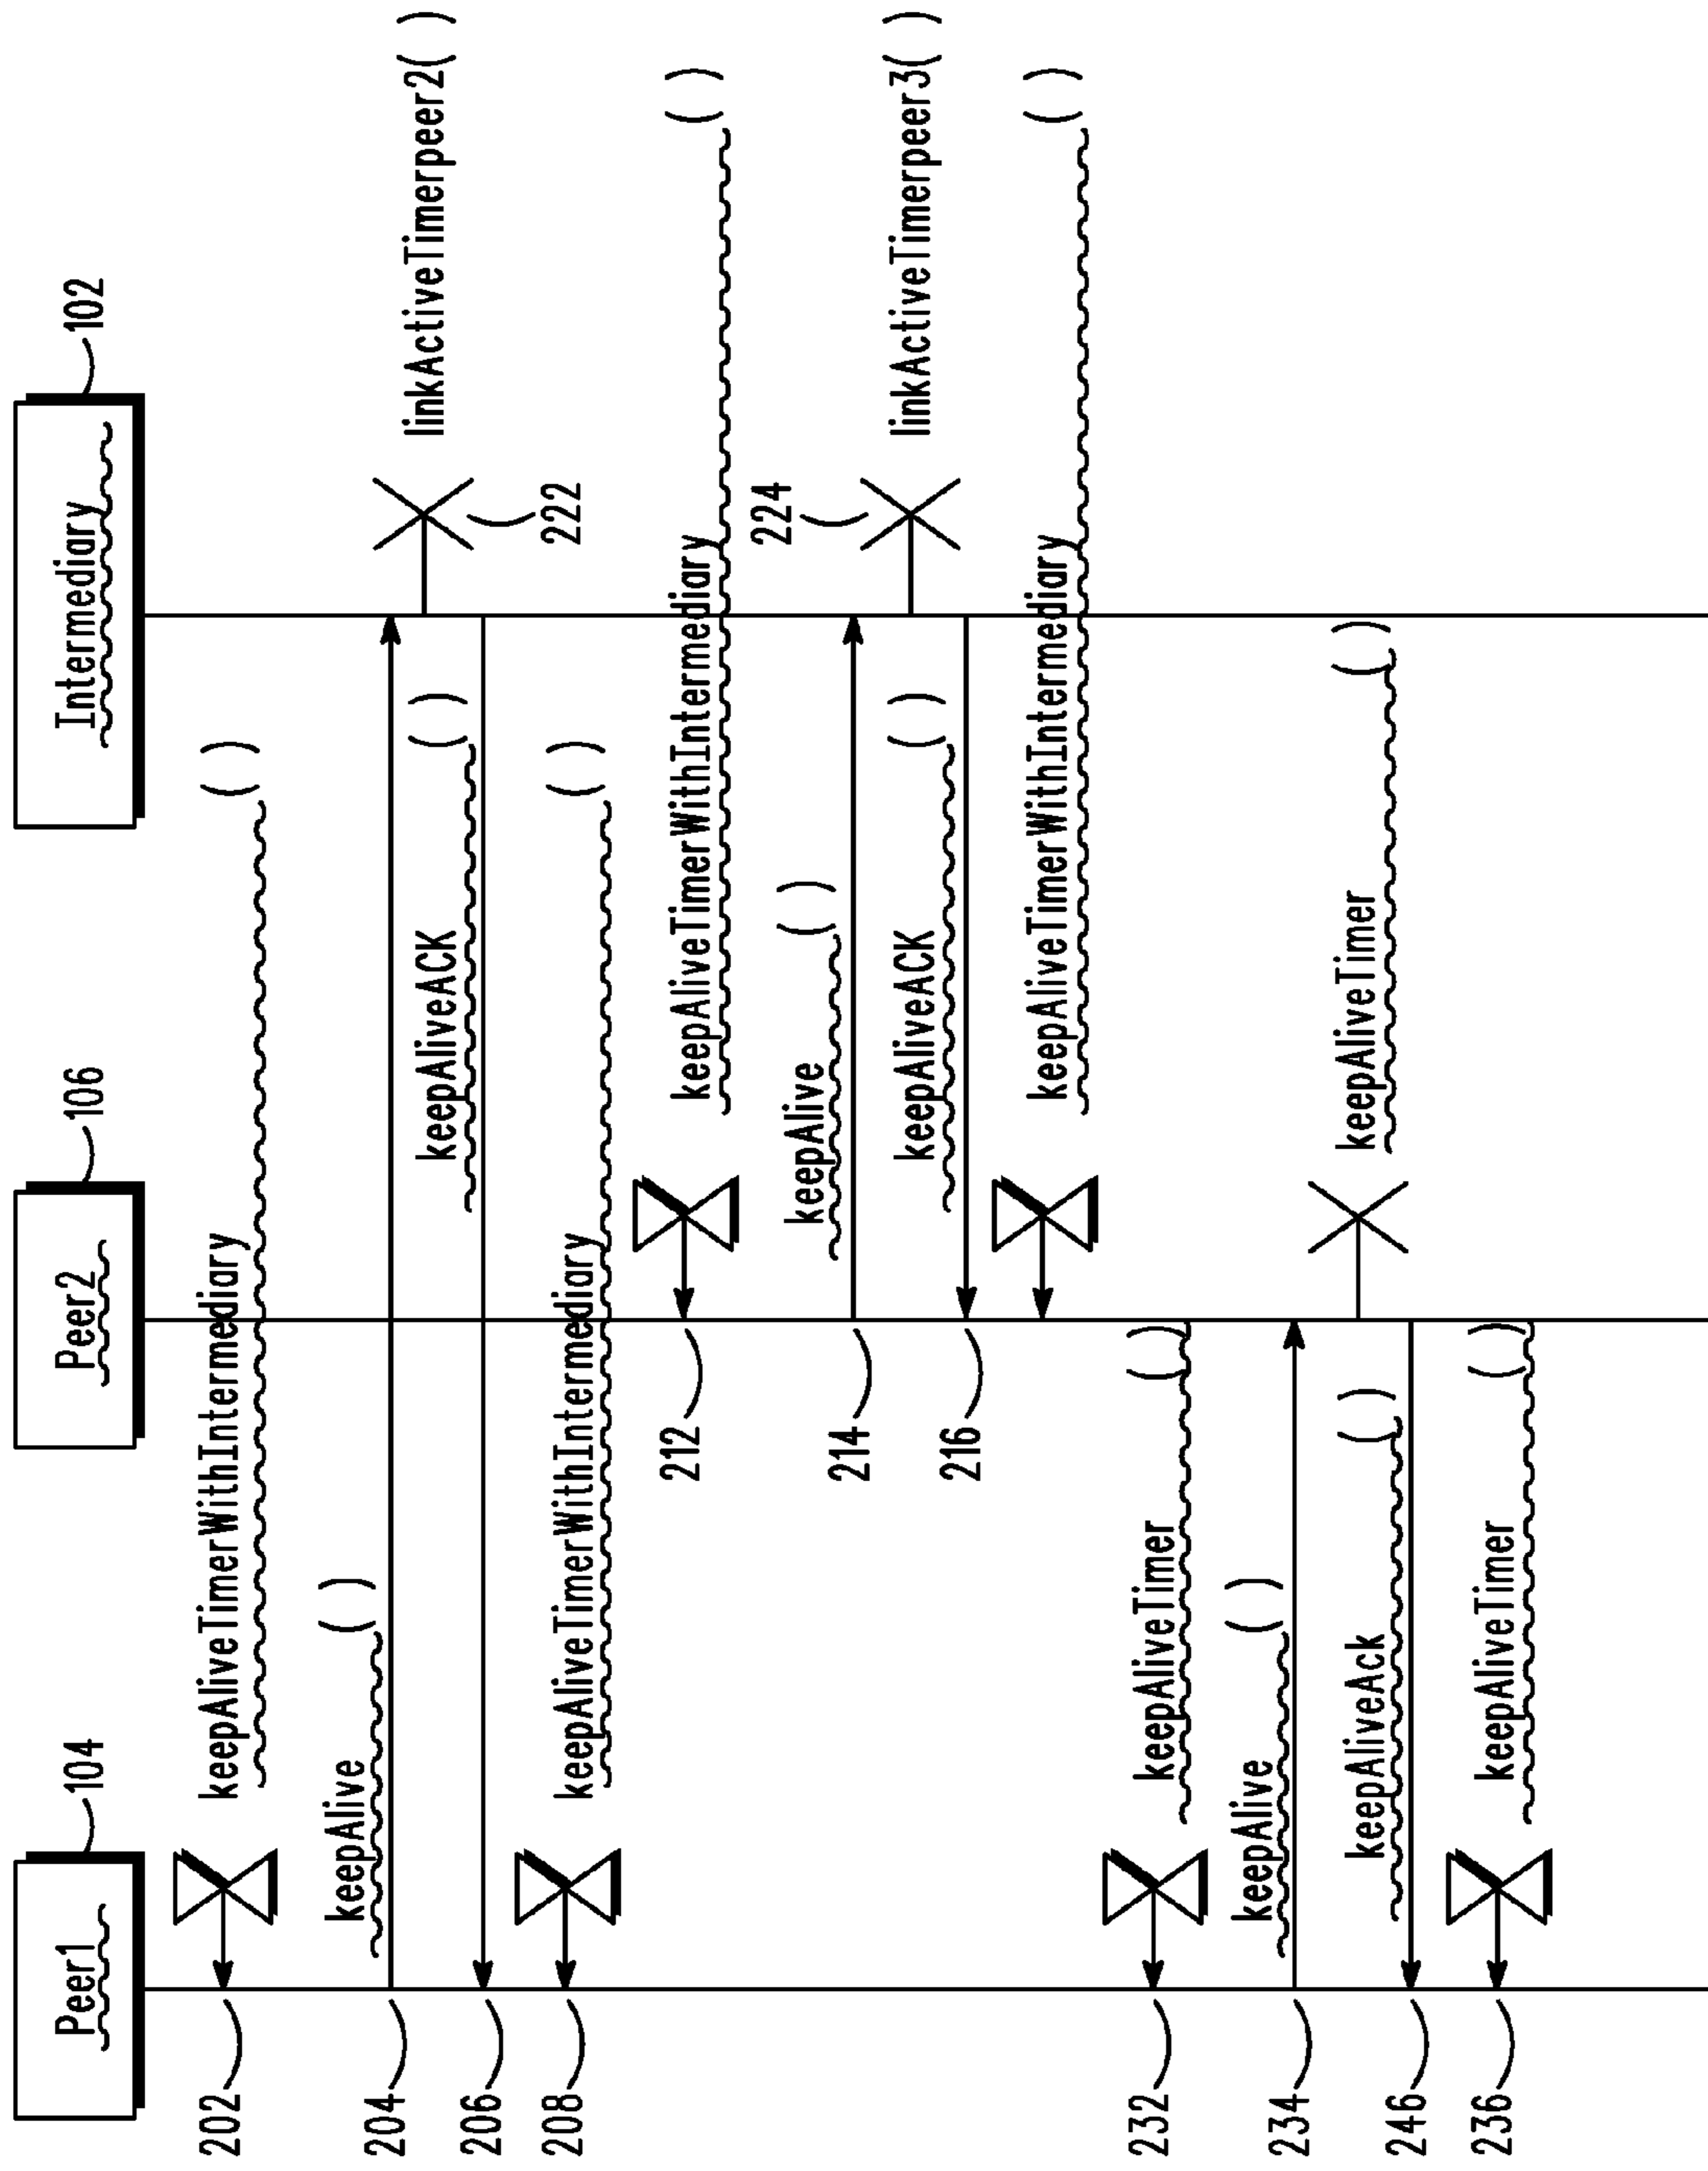 Peer1
104
Peer2
106
Intermediary
102
202
keepAliveTimerWithIntermediary ( )
keepAlive ( )
204
linkActiveTimerpeer2( )
222
keepAliveACK ( )
206
208
keepAliveTimerWithIntermediary ( )
212
keepAliveTimerWithIntermediary ( )
keepAlive ( )
214
224
linkActiveTimerpeer3( )
keepAliveACK ( )
216
keepAliveTimerWithIntermediary ( )
232
keepAliveTimer ( )
keepAlive ( )
234
keepAliveTimer ( )
keepAliveAck ( )
246
236
keepAliveTimer ( )